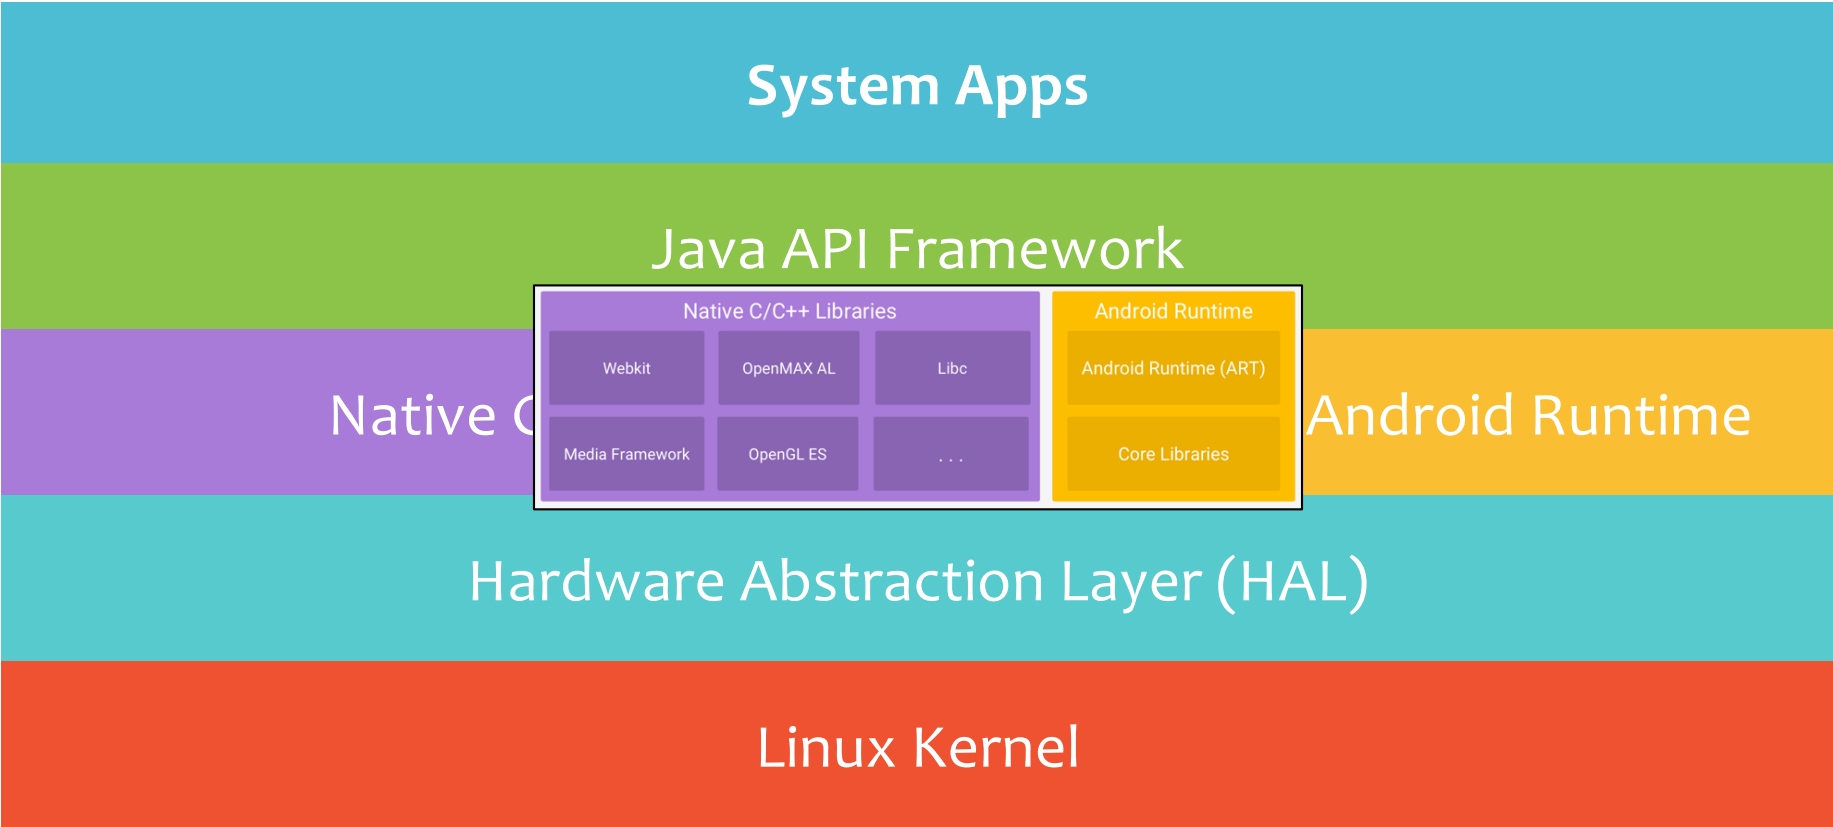 System Apps
Java API Framework
Native C/C++ Libraries
Android Runtime
Webkit
OpenMAX AL
Libc
Android Runtime (ART)
Media Framework
OpenGL ES
. . .
Core Libraries
Native
Android Runtime
Hardware Abstraction Layer (HAL)
Linux Kernel